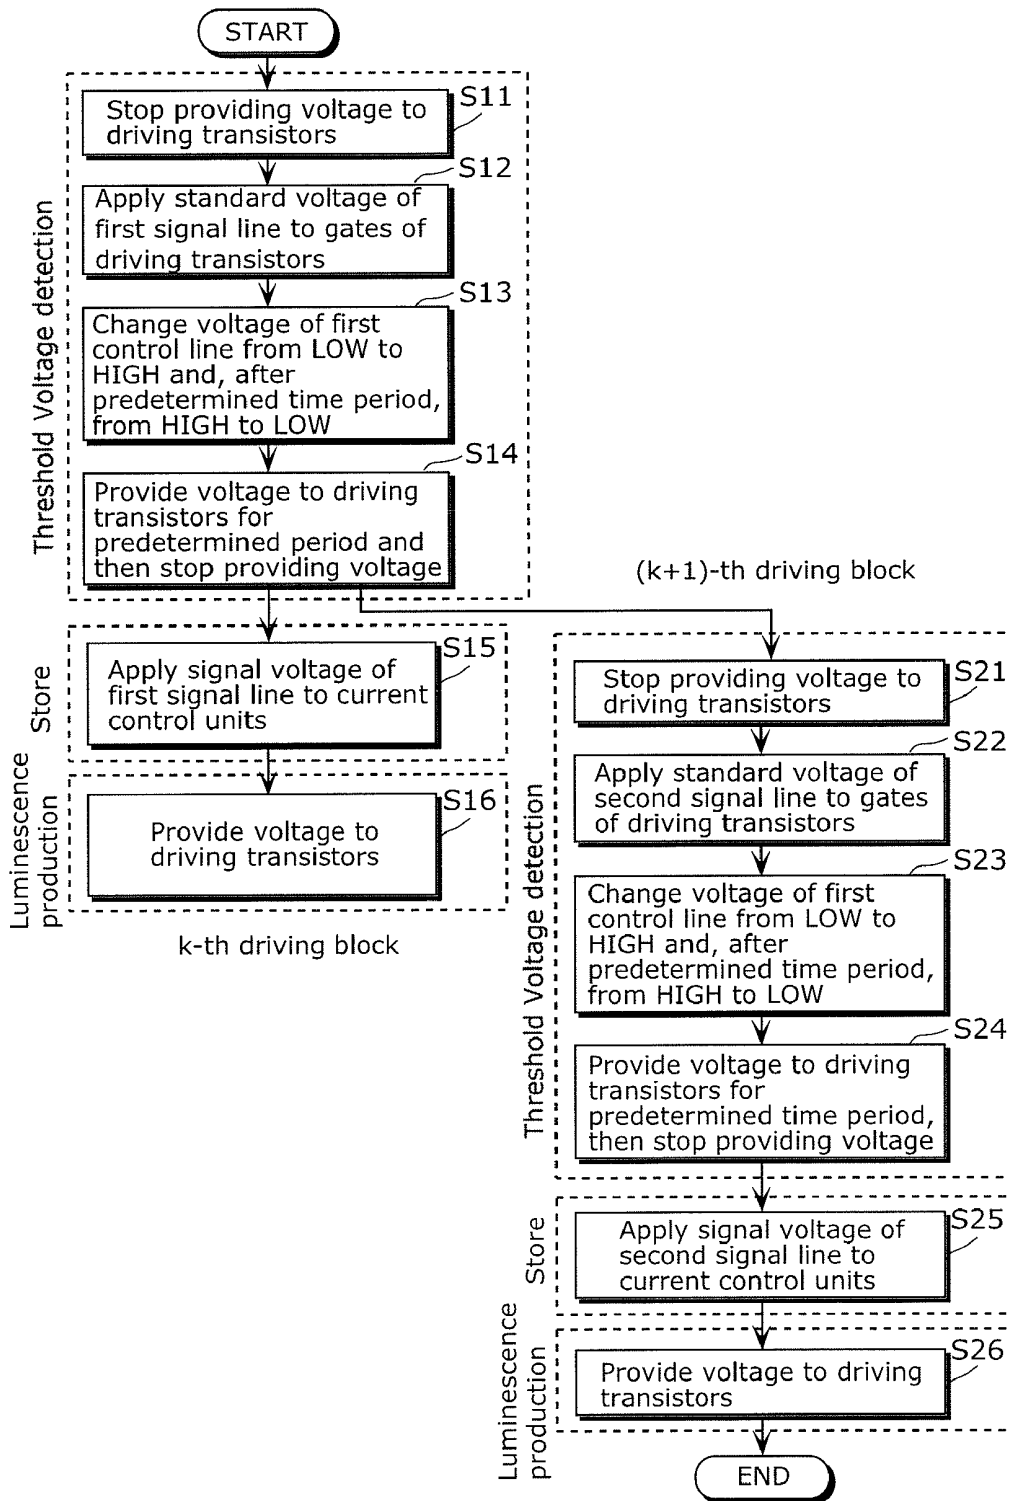 START
Threshold Voltage detection
S11
Stop providing voltage to
driving transistors
S12
Apply standard voltage of
first signal line to gates of
driving transistors
S13
Change voltage of first
control line from LOW to
HIGH and, after
predetermined time period,
from HIGH to LOW
S14
Provide voltage to driving
transistors for
predetermined period and
then stop providing voltage
Store
S15
Apply signal voltage of
first signal line to current
control units
Luminescence
production
S16
Provide voltage to
driving transistors
k-th driving block
(k+1)-th driving block
Threshold Voltage detection
S21
Stop providing voltage to
driving transistors
S22
Apply standard voltage of
second signal line to gates
of driving transistors
S23
Change voltage of first
control line from LOW to
HIGH and, after
predetermined time period,
from HIGH to LOW
S24
Provide voltage to driving
transistors for
predetermined time period,
then stop providing voltage
Store
S25
Apply signal voltage of
second signal line to
current control units
Luminescence
production
S26
Provide voltage to driving
transistors
END